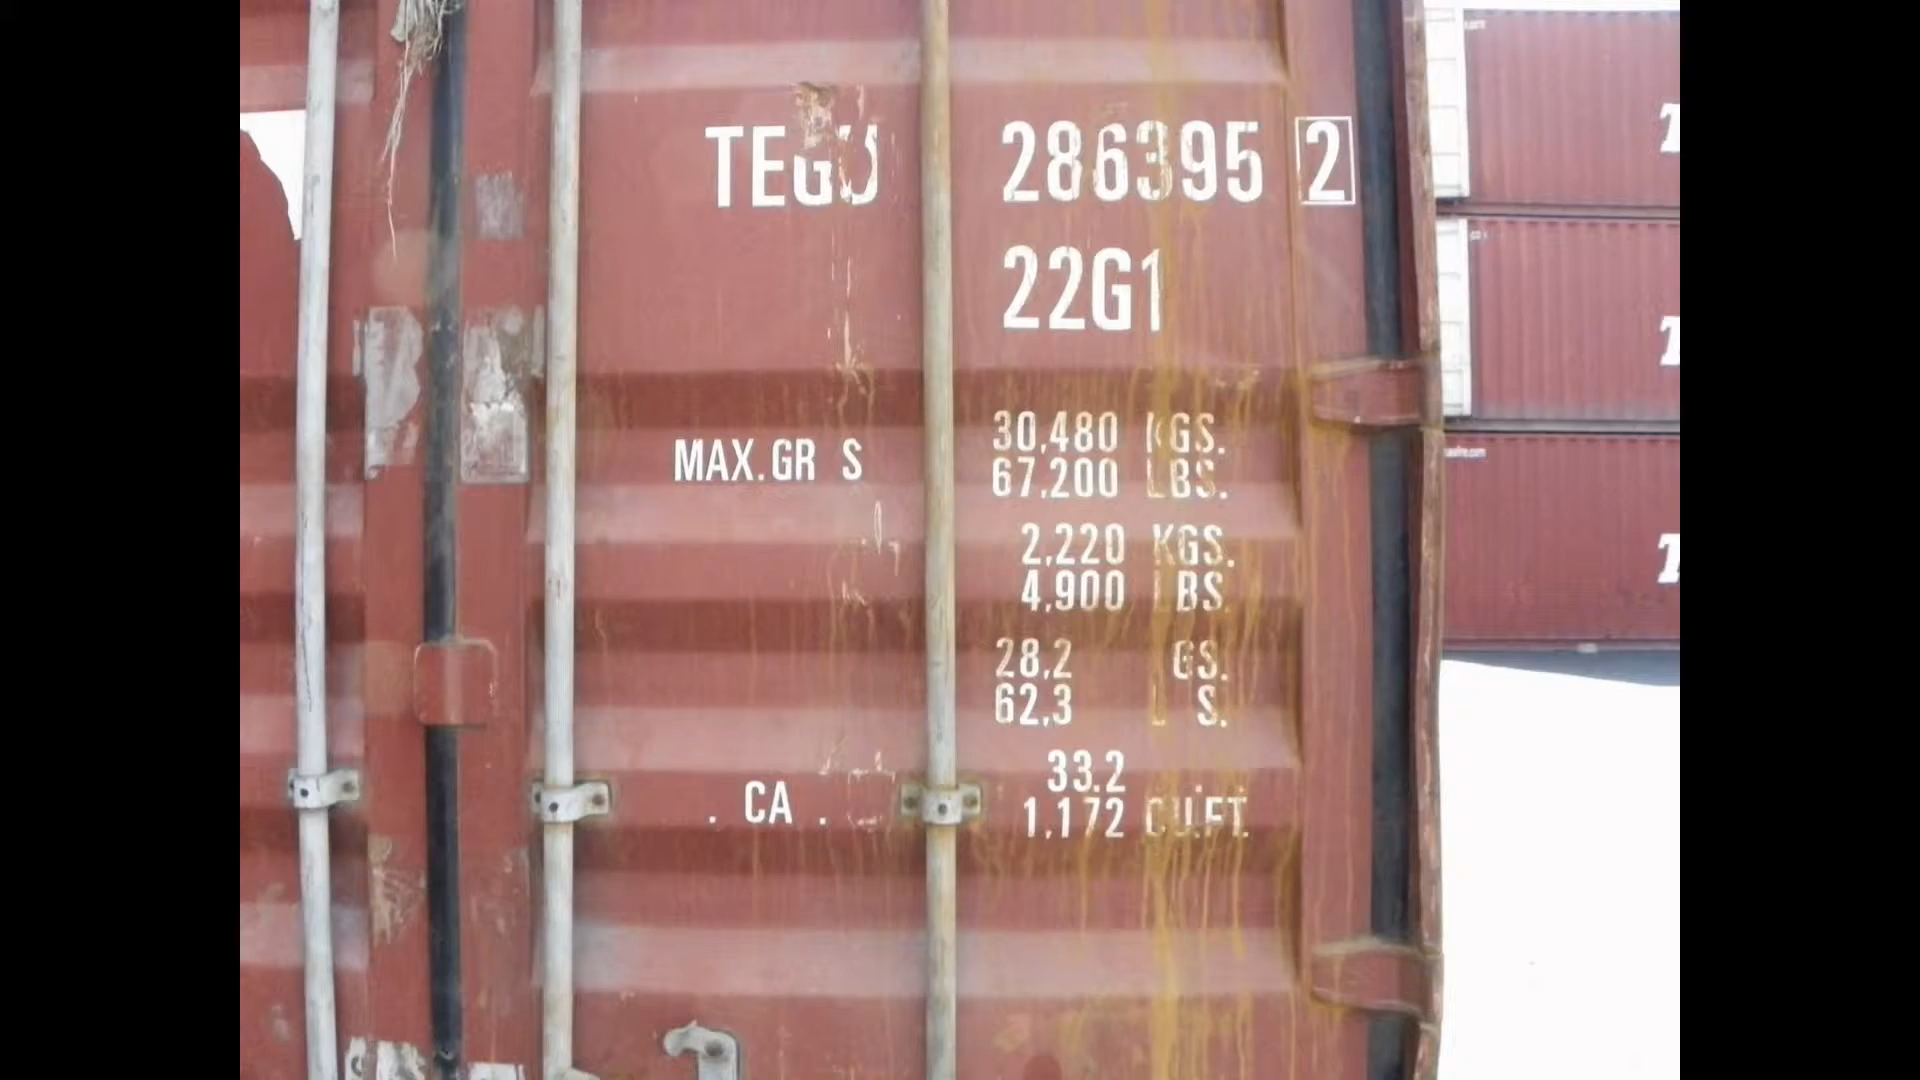 TEGU 286395 2
22G1
MAX.GR S 30,480 KGS.
67,200 LBS.
2,220 KGS.
4,900 LBS.
28,2 GS.
62,3 L S.
33.2
. CA . 1,172 CU.FT.